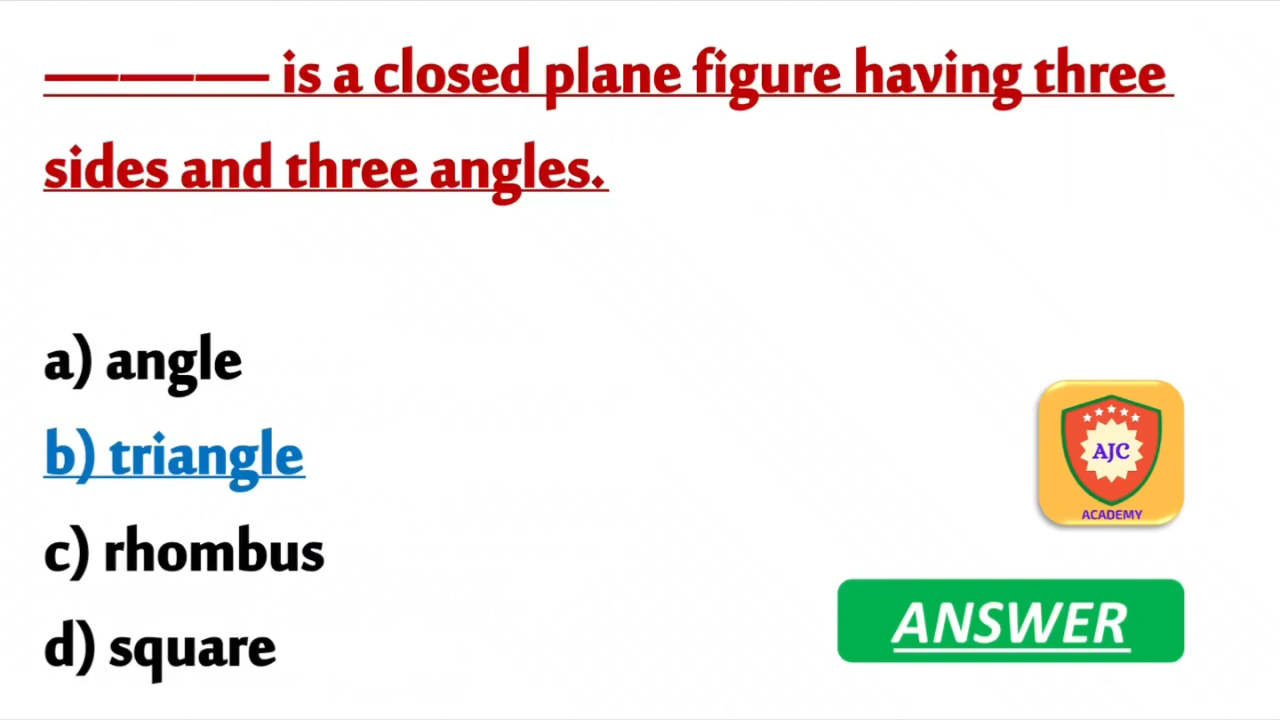 ——— is a closed plane figure having three
sides and three angles.
a) angle
b) triangle
c) rhombus
d) square
AJC
ACADEMY
ANSWER